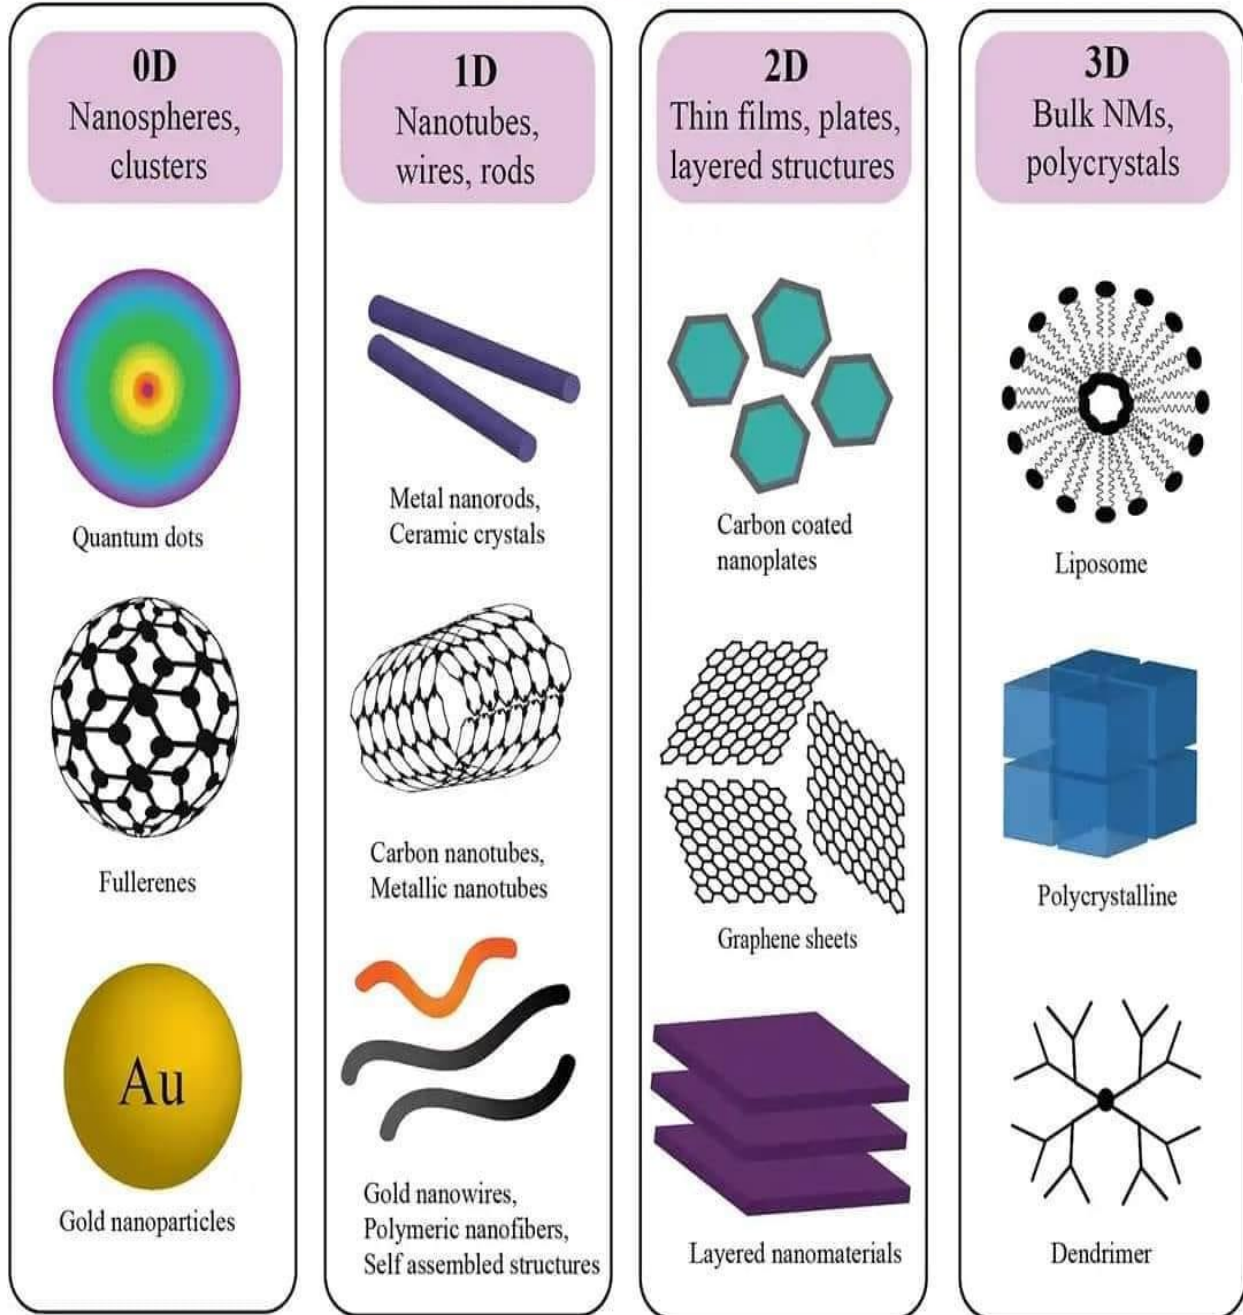 0D
Nanospheres,
clusters
Quantum dots
Fullerenes
Au
Gold nanoparticles
1D
Nanotubes,
wires, rods
Metal nanorods,
Ceramic crystals
Carbon nanotubes,
Metallic nanotubes
Gold nanowires,
Polymeric nanofibers,
Self assembled structures
2D
Thin films, plates,
layered structures
Carbon coated
nanoplates
Graphene sheets
Layered nanomaterials
3D
Bulk NMs,
polycrystals
Liposome
Polycrystalline
Dendrimer